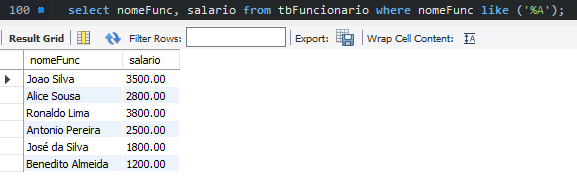 100 select nomeFunc, salario from tbFuncionario where nomeFunc like ('%A');
Result Grid Filter Rows: Export: Wrap Cell Content: IA
nomeFunc salario
Joao Silva 3500.00
Alice Sousa 2800.00
Ronaldo Lima 3800.00
Antonio Pereira 2500.00
José da Silva 1800.00
Benedito Almeida 1200.00